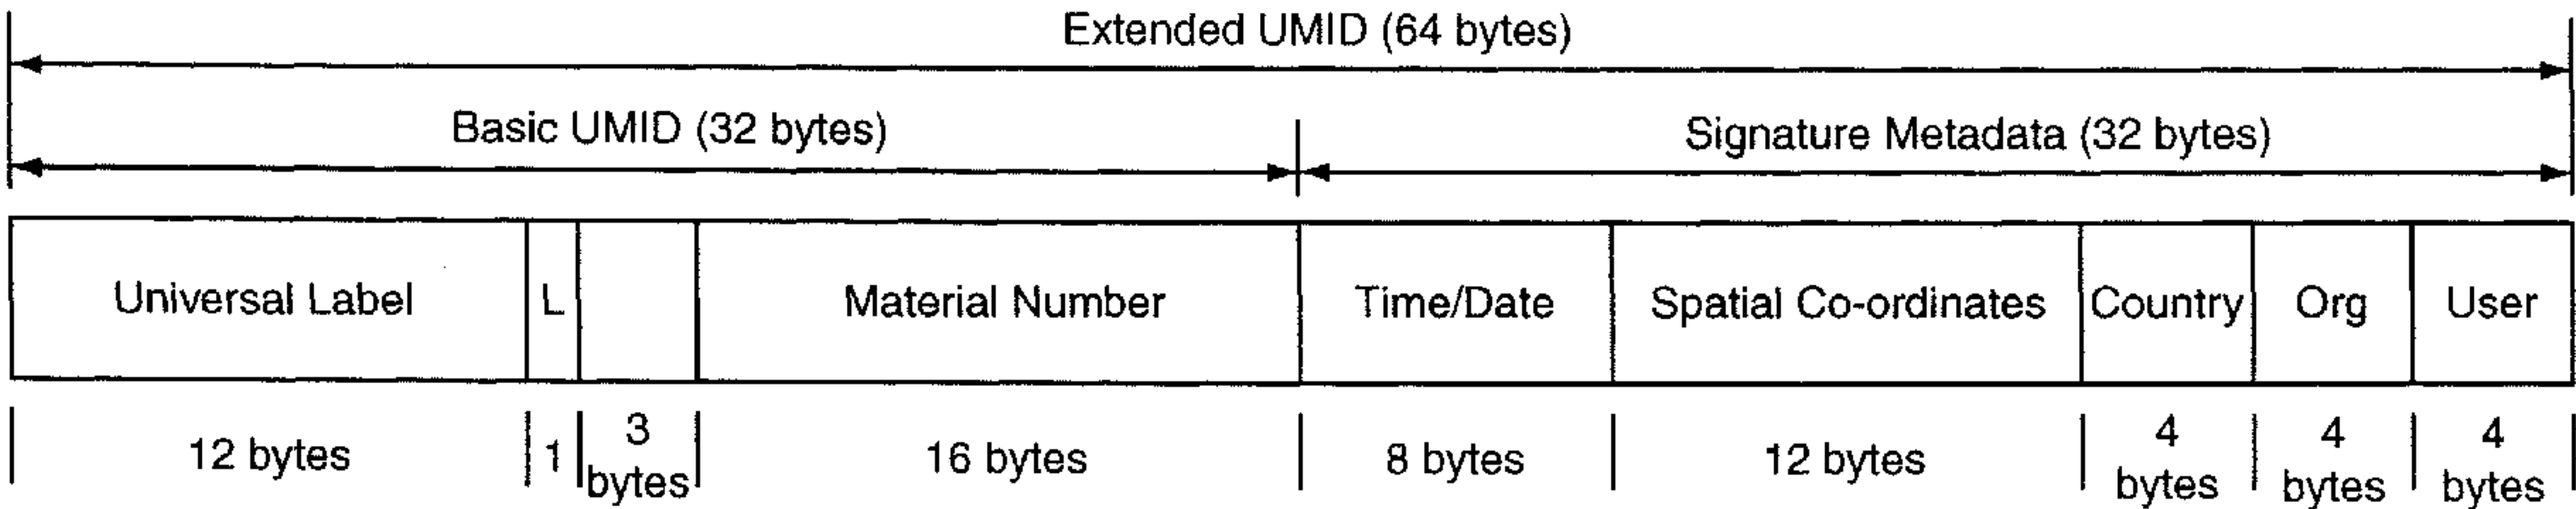 Extended UMID (64 bytes)
Basic UMID (32 bytes)
Signature Metadata (32 bytes)
Universal Label
L
Material Number
Time/Date
Spatial Co-ordinates
Country
Org
User
12 bytes
1
3
bytes
16 bytes
8 bytes
12 bytes
4
bytes
4
bytes
4
bytes